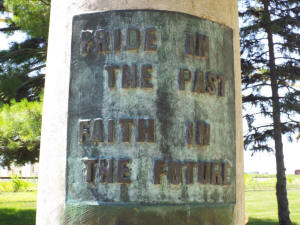 PRIDE IN
THE PAST
FAITH IN
THE FUTURE